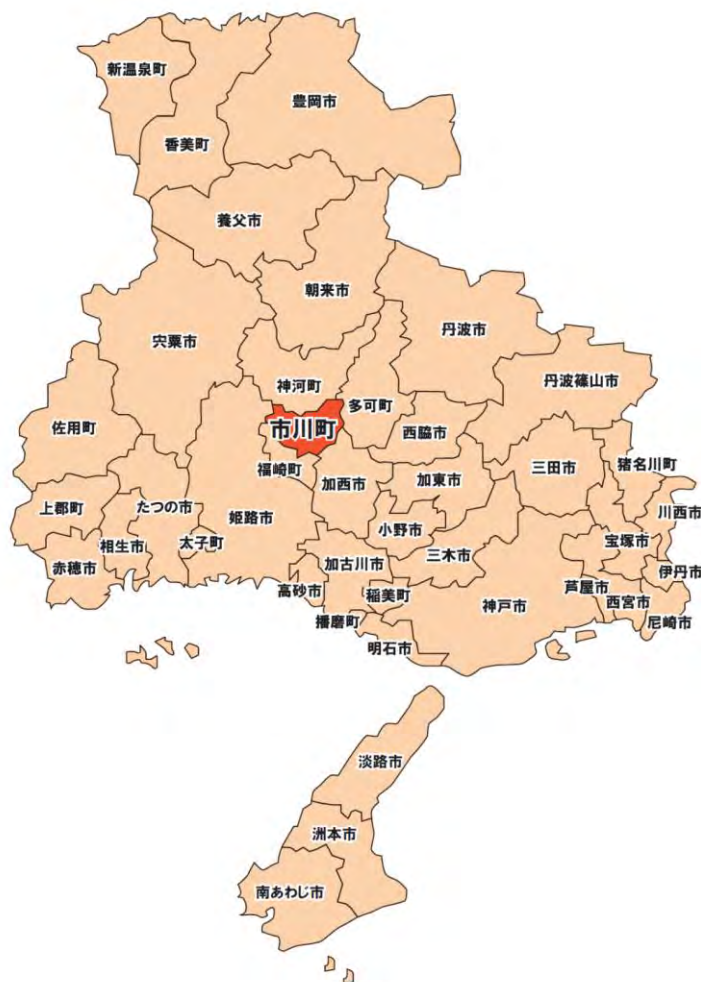 新温泉町
豊岡市
香美町
養父市
朝来市
宍粟市
丹波市
神河町
丹波篠山市
多可町
佐用町
市川町
西脇市
猪名川町
三田市
福崎町
加西市
加東市
たつの市
上郡町
姫路市
川西市
小野市
宝塚市
相生市
太子町
三木市
赤穂市
加古川市
伊丹市
高砂市
稲美町
芦屋市
神戸市
西宮市
播磨町
尼崎市
明石市
淡路市
洲本市
南あわじ市